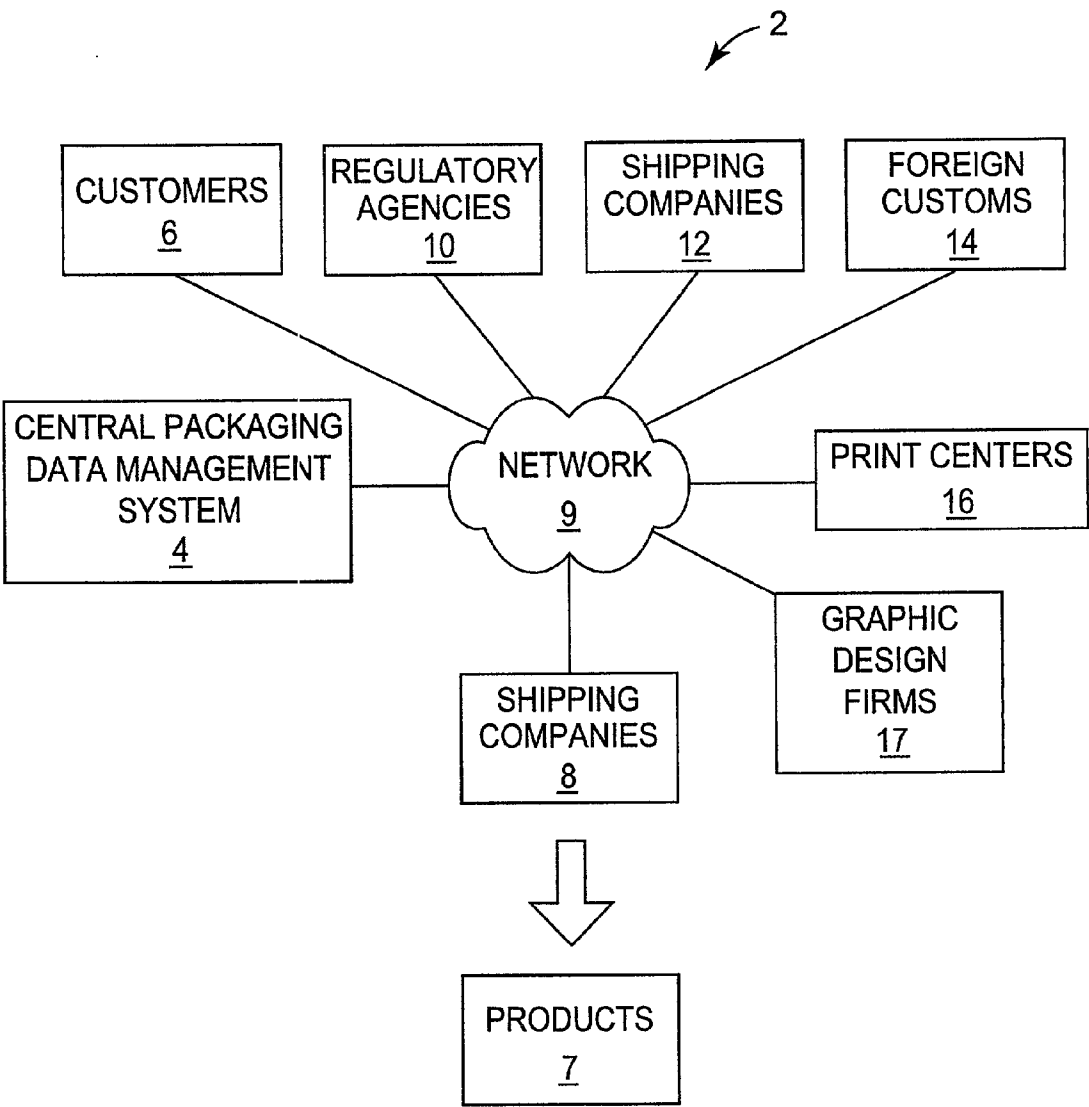 2
CUSTOMERS
6
REGULATORY
AGENCIES
10
SHIPPING
COMPANIES
12
FOREIGN
CUSTOMS
14
CENTRAL PACKAGING
DATA MANAGEMENT
SYSTEM
4
NETWORK
9
PRINT CENTERS
16
GRAPHIC
DESIGN
FIRMS
17
SHIPPING
COMPANIES
8
PRODUCTS
7